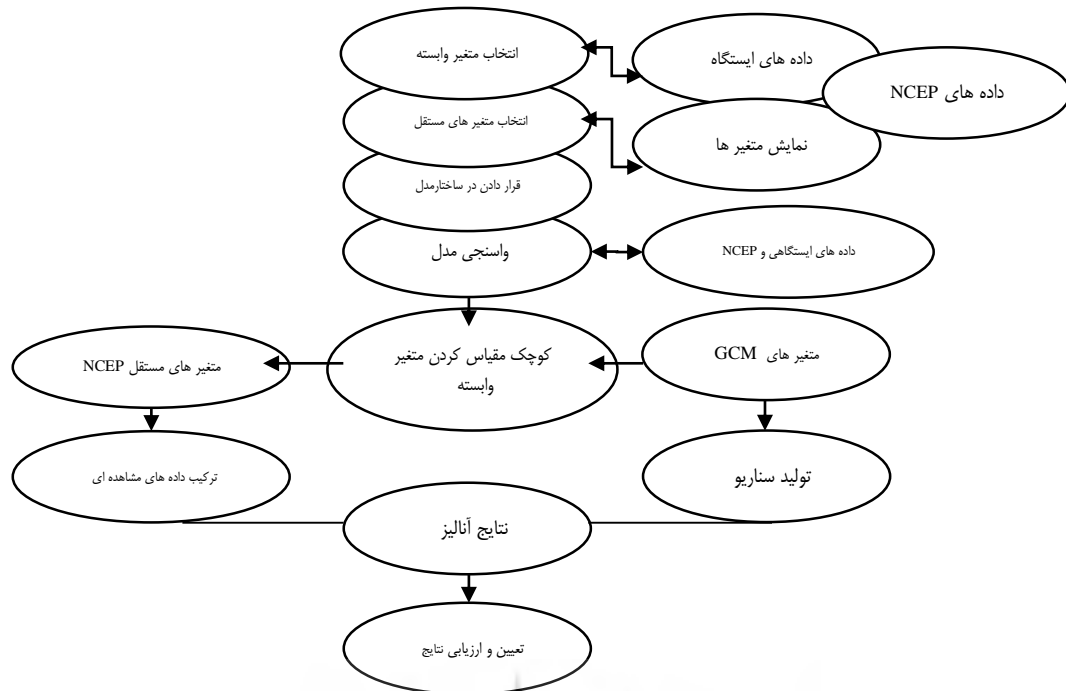 انتخاب متغیر وابسته
داده های ایستگاه
داده های NCEP
انتخاب متغیر های مستقل
نمایش متغیر ها
قرار دادن در ساختارمدل
واسنجی مدل
داده های ایستگاهی و NCEP
متغیر های GCM
کوچک مقیاس کردن متغیر
وابسته
متغیر های مستقل NCEP
تولید سناریو
ترکیب داده های مشاهده ای
نتایج آنالیز
تعیین و ارزیابی نتایج